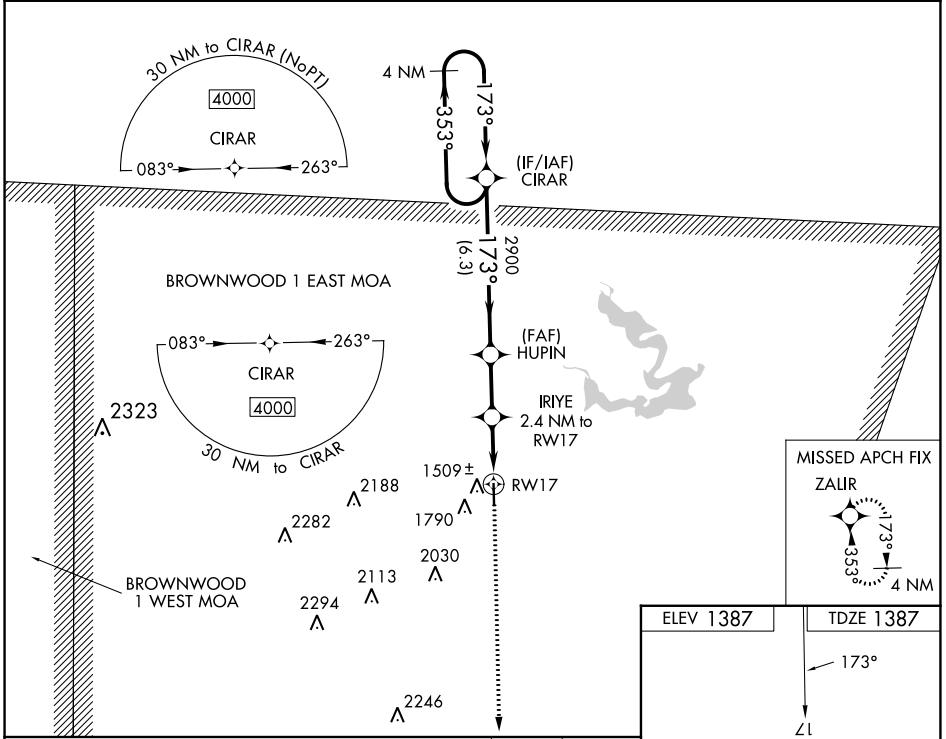 30 NM to CIRAR (NoPT)
4000
CIRAR
083°
263°
4 NM
353°
173°
(IF/IAF)
CIRAR
2900
173°
(6.3)
BROWNWOOD 1 EAST MOA
083°
263°
CIRAR
4000
30 NM to CIRAR
(FAF)
HUPIN
IRIYE
2.4 NM to
RW17
2323
1509±
RW17
2188
1790
2282
2030
2113
2294
2246
BROWNWOOD
1 WEST MOA
MISSED APCH FIX
ZALIR
173°
353°
4 NM
ELEV 1387
TDZE 1387
173°
17